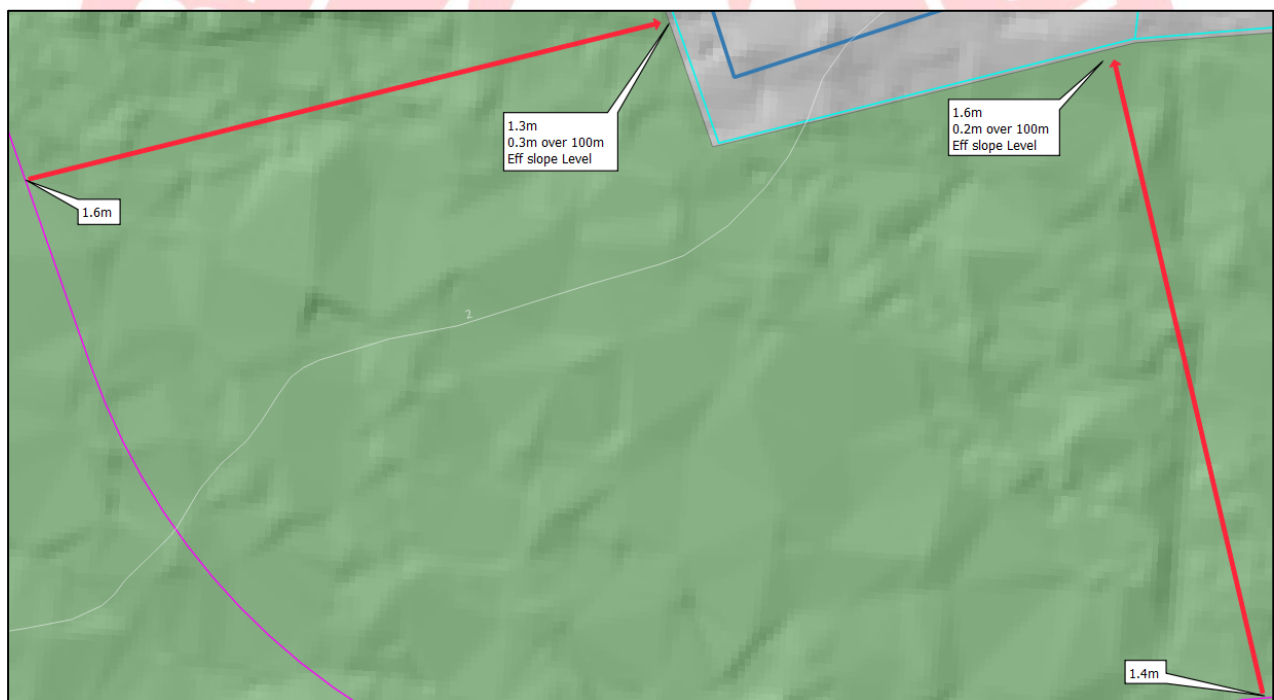 1.3m
0.3m over 100m
Eff slope Level
1.6m
0.2m over 100m
Eff slope Level
1.6m
2
1.4m